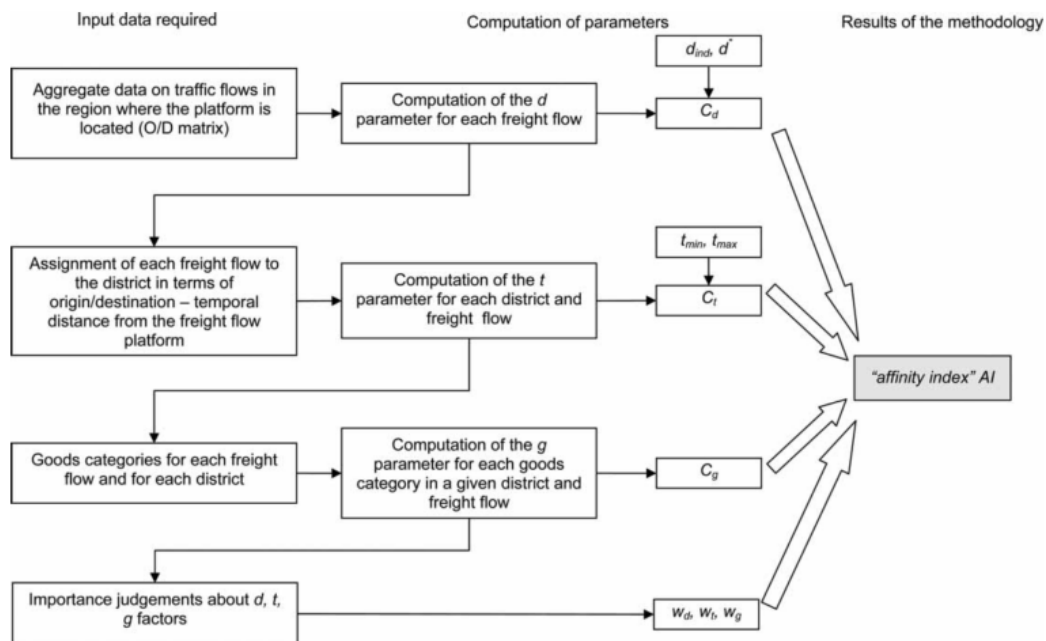 Input data required
Computation of parameters
Results of the methodology
d_ind, d*
Aggregate data on traffic flows in
the region where the platform is
located (O/D matrix)
Computation of the d
parameter for each freight flow
C_d
t_min, t_max
Assignment of each freight flow to
the district in terms of
origin/destination – temporal
distance from the freight flow
platform
Computation of the t
parameter for each district and
freight flow
C_t
“affinity index” AI
Goods categories for each freight
flow and for each district
Computation of the g
parameter for each goods
category in a given district and
freight flow
C_g
Importance judgements about d, t,
g factors
w_d, w_t, w_g